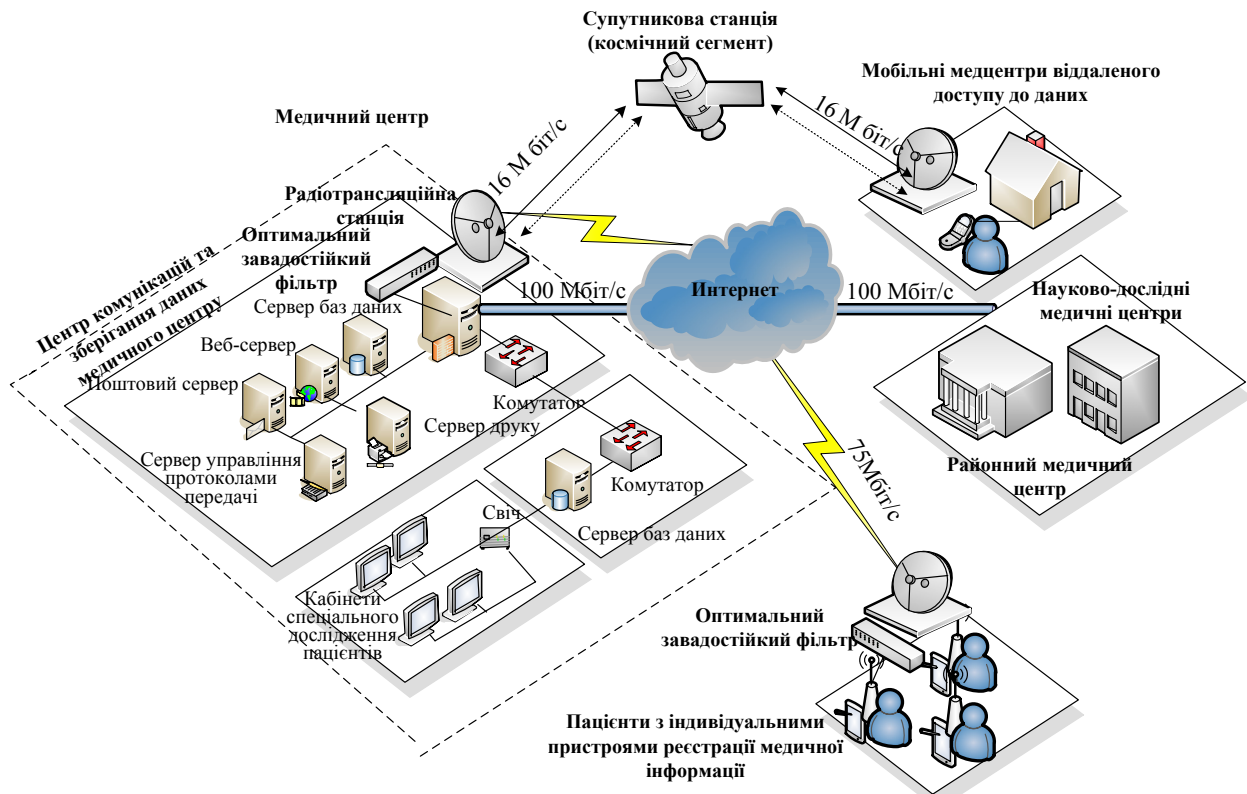 Супутникова станція
(космічний сегмент)
Мобільні медцентри віддаленого
доступу до даних
Медичний центр
16 М біт/с
16 М біт/с
Радіотрансляційна
станція
Оптимальний
завадостійкий
фільтр
Центр комунікацій та
зберігання даних
медичного центру
Сервер баз даних
100 Мбіт/с
Интернет
100 Мбіт/с
Науково-дослідні
медичні центри
Веб-сервер
Поштовий сервер
Комутатор
Сервер друку
Сервер управління
протоколами
передачі
Комутатор
Районний медичний
центр
75Мбіт/с
Свіч
Сервер баз даних
Кабінети
спеціального
дослідження
пацієнтів
Оптимальний
завадостійкий фільтр
Пацієнти з індивідуальними
пристроями реєстрації медичної
інформації